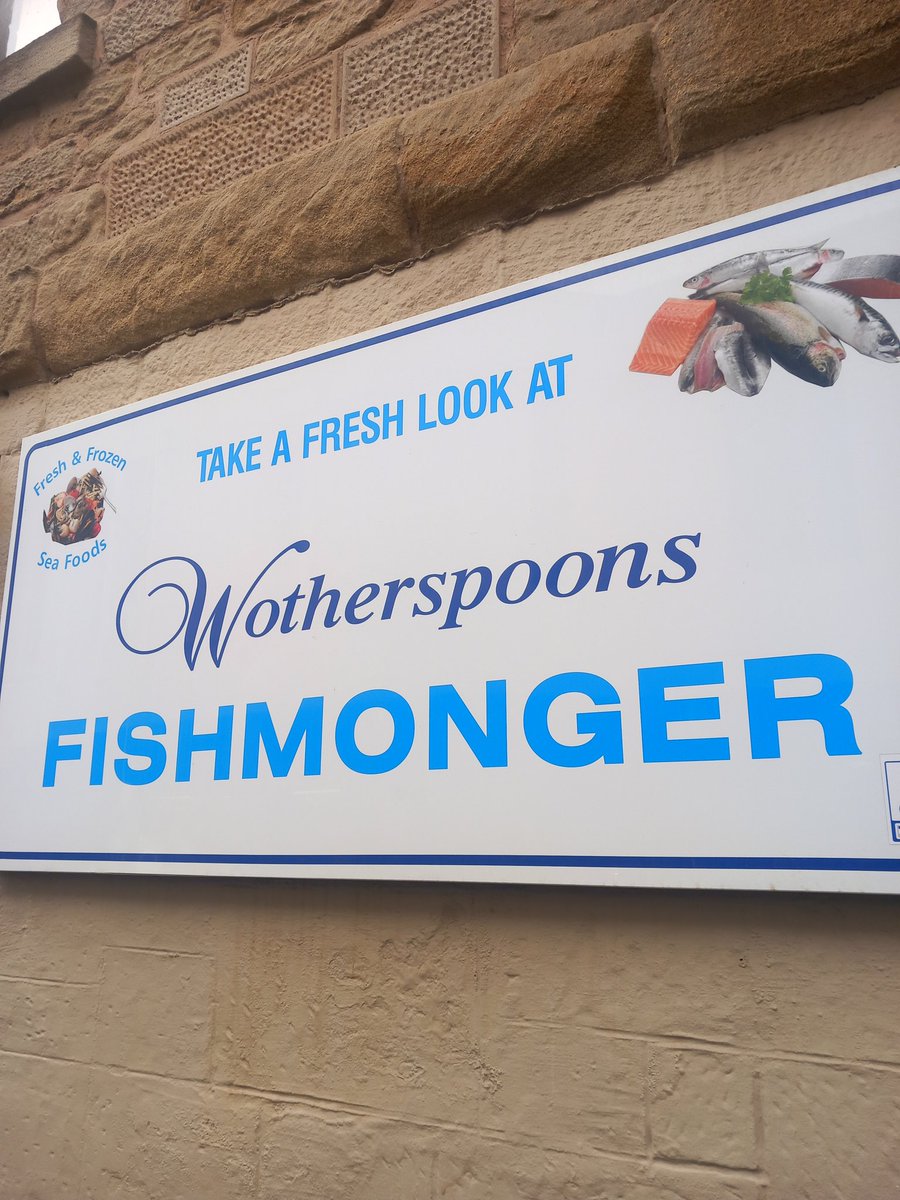 TAKE A FRESH LOOK AT
Fresh & Frozen
Sea Foods
Wotherspoons
FISHMONGER